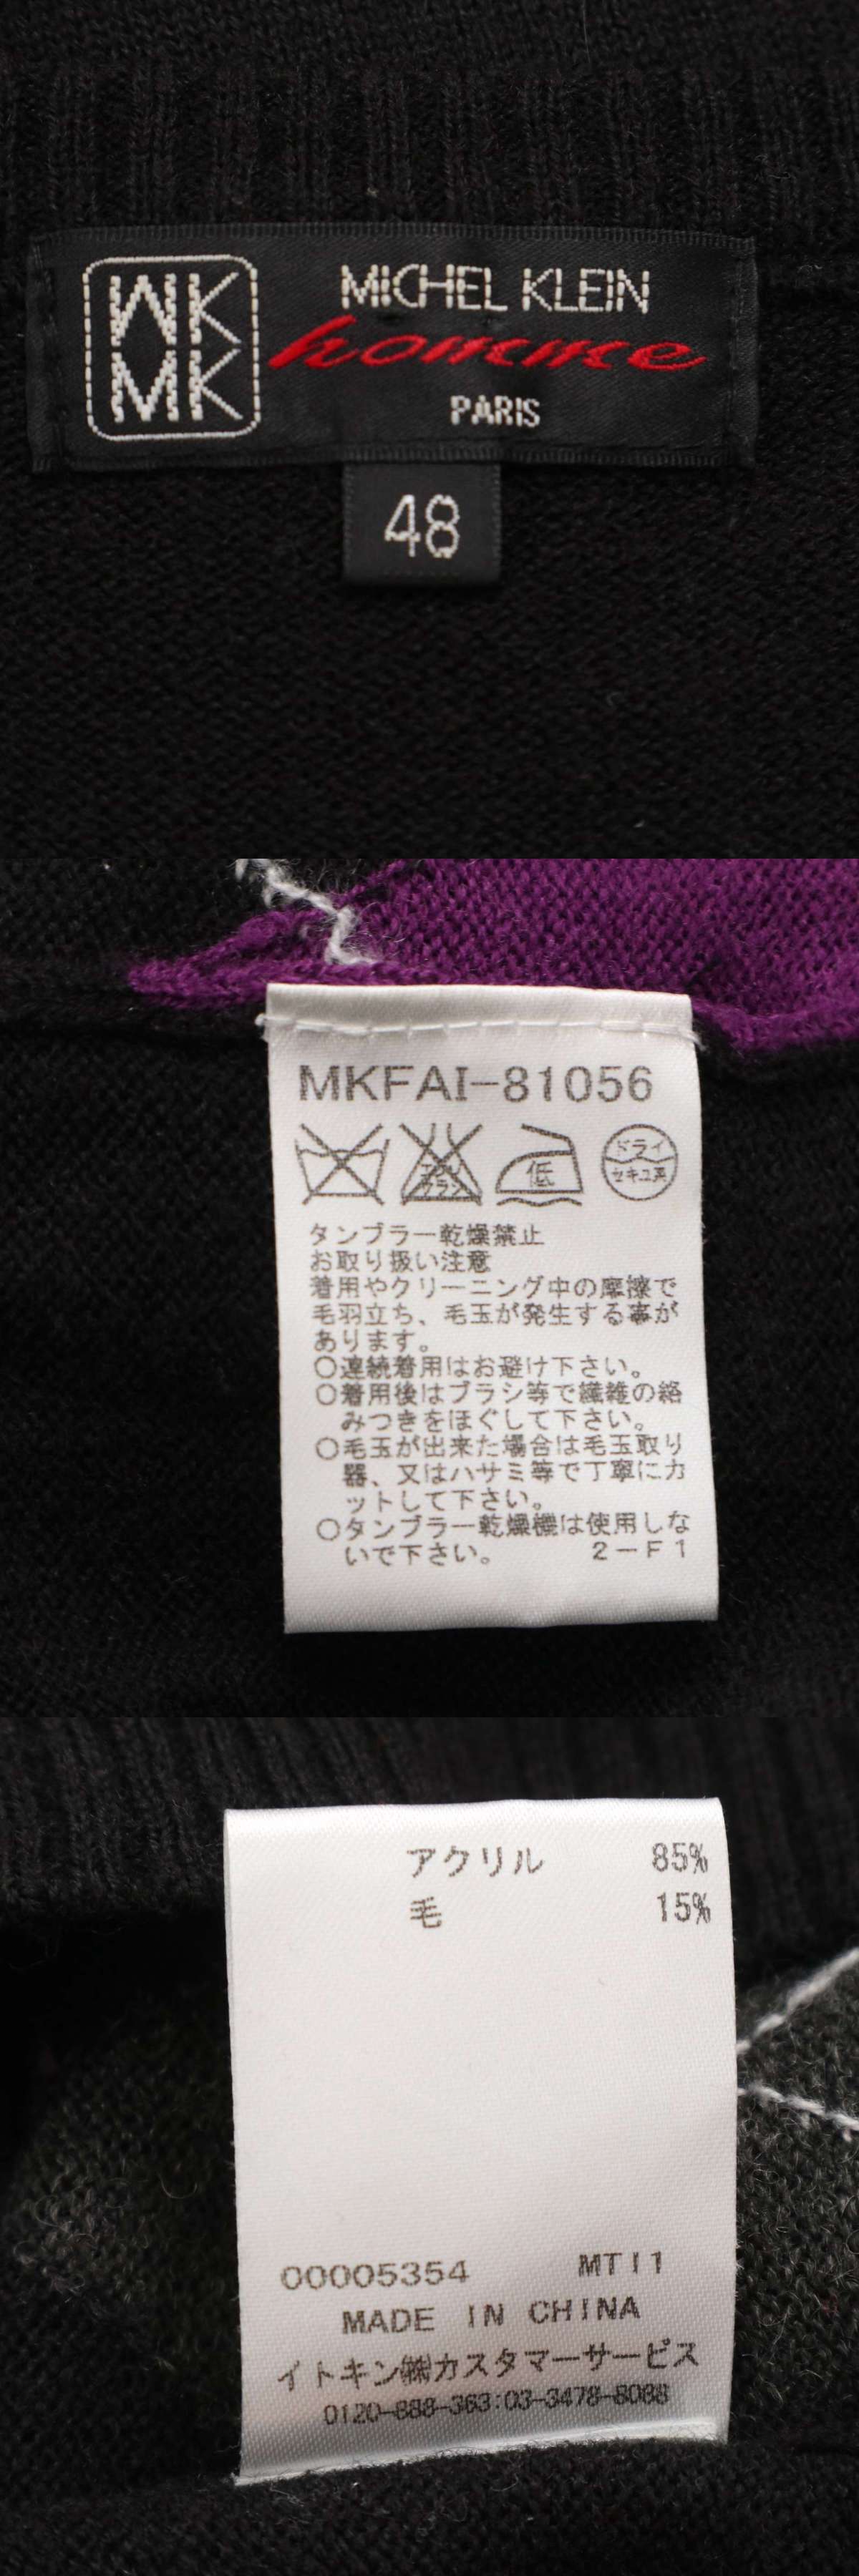 MK
MK
MICHEL KLEIN
homme
PARIS
48
MKFAI-81056
低
ドライ
セキユ系
タンブラー乾燥禁止
お取り扱い注意
着用やクリーニング中の摩擦で
毛羽立ち、毛玉が発生する事が
あります。
○連続着用はお避け下さい。
○着用後はブラシ等で繊維の絡
みつきをほぐして下さい。
○毛玉が出来た場合は毛玉取り
器、又はハサミ等で丁寧にカ
ットして下さい。
○タンブラー乾燥機は使用しな
いで下さい。 2-F1
アクリル 85%
毛 15%
00005354 MTI1
MADE IN CHINA
イトキン㈱カスタマーサービス
0120-888-363:03-3478-8088